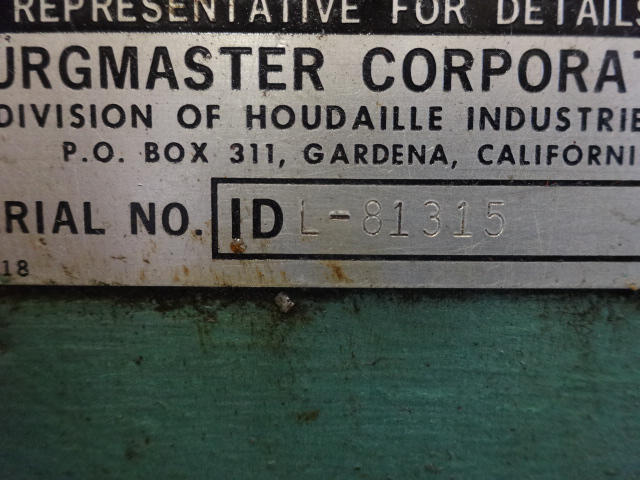 REPRESENTATIVE FOR DETAILS
URGMASTER CORPORAT
DIVISION OF HOUDAILLE INDUSTRIE
P.O. BOX 311, GARDENA, CALIFORNI
RIAL NO. ID L-81315
18